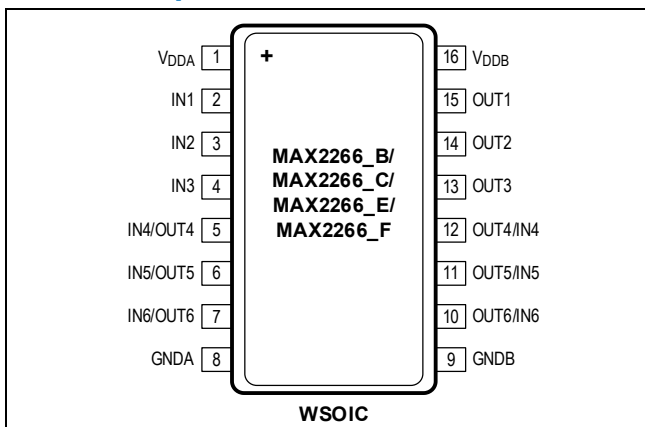 VDDA 1 + 16 VDDB
IN1 2 15 OUT1
IN2 3 14 OUT2
MAX2266_B/
MAX2266_C/
MAX2266_E/
MAX2266_F
IN3 4 13 OUT3
IN4/OUT4 5 12 OUT4/IN4
IN5/OUT5 6 11 OUT5/IN5
IN6/OUT6 7 10 OUT6/IN6
GNDA 8 9 GNDB
WSOIC